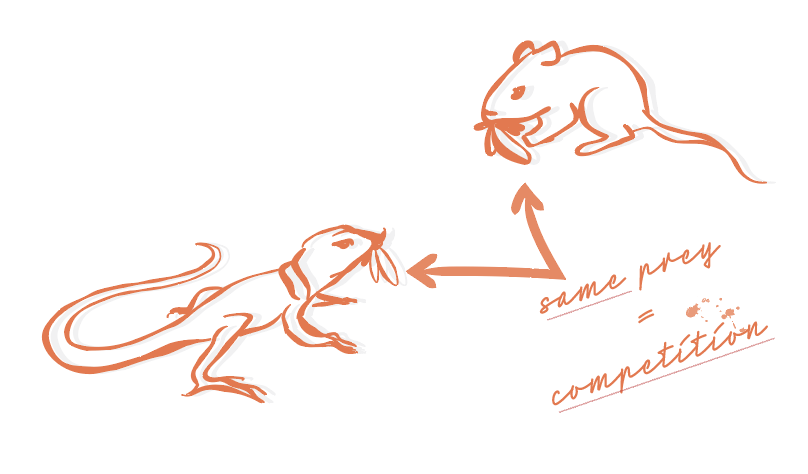 same prey
=
competition